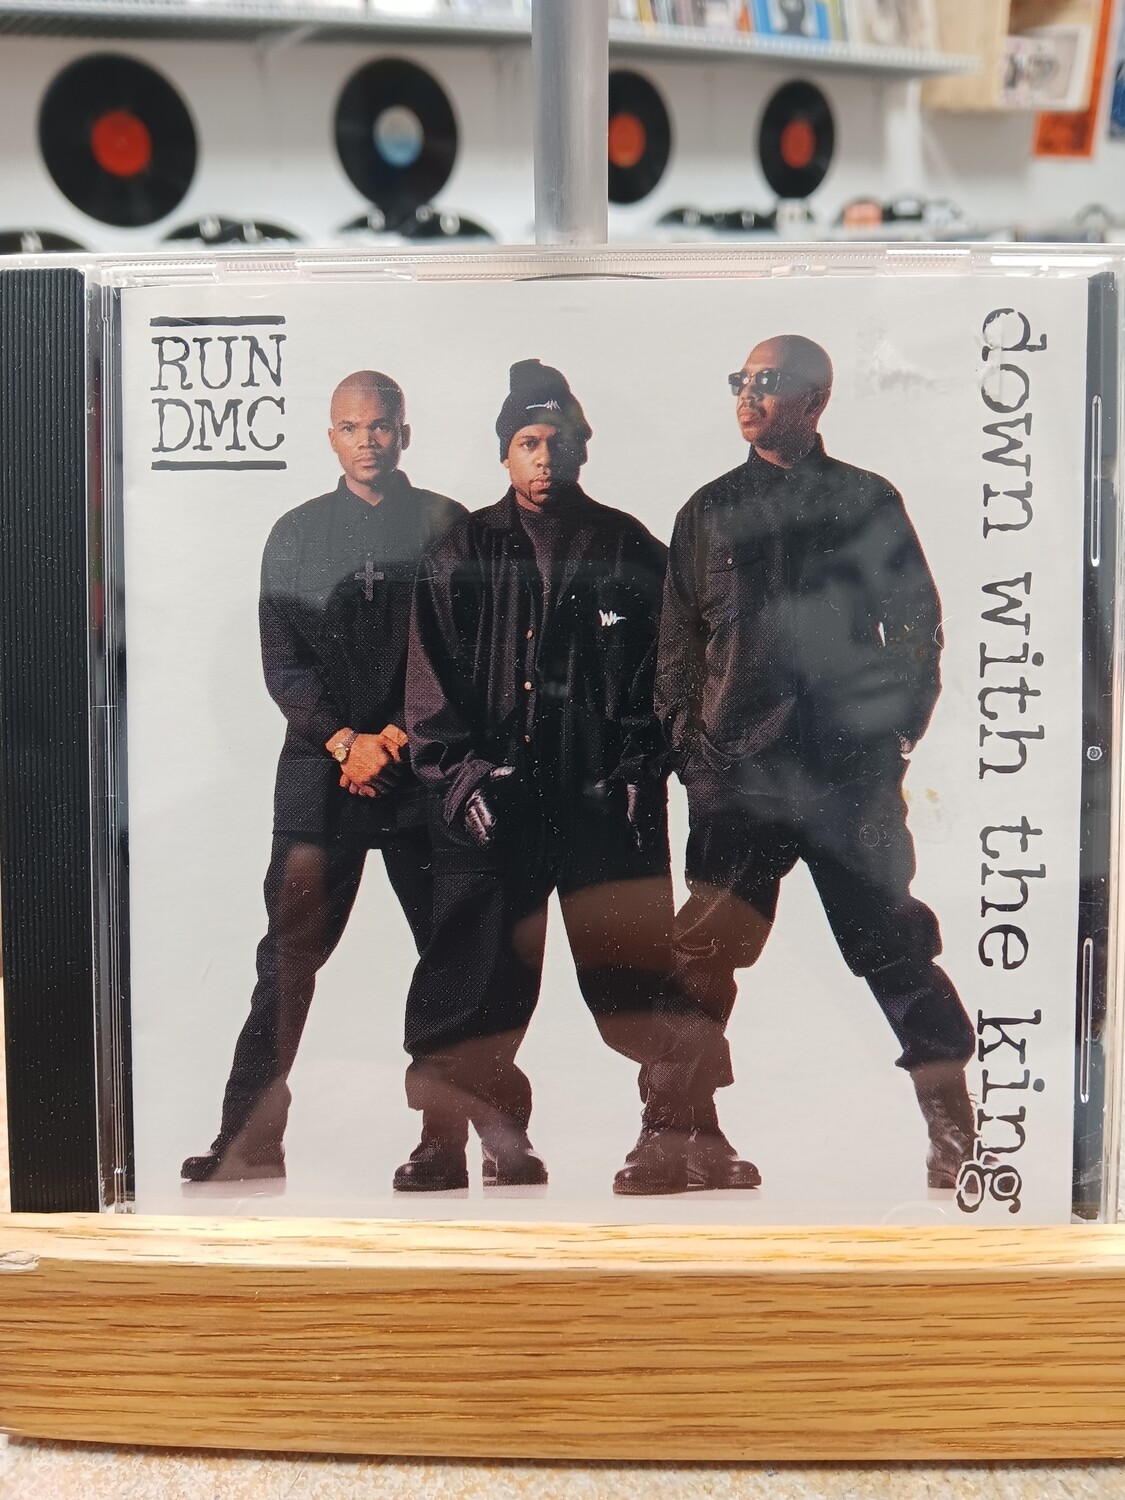 RUN
DMC
down with the king